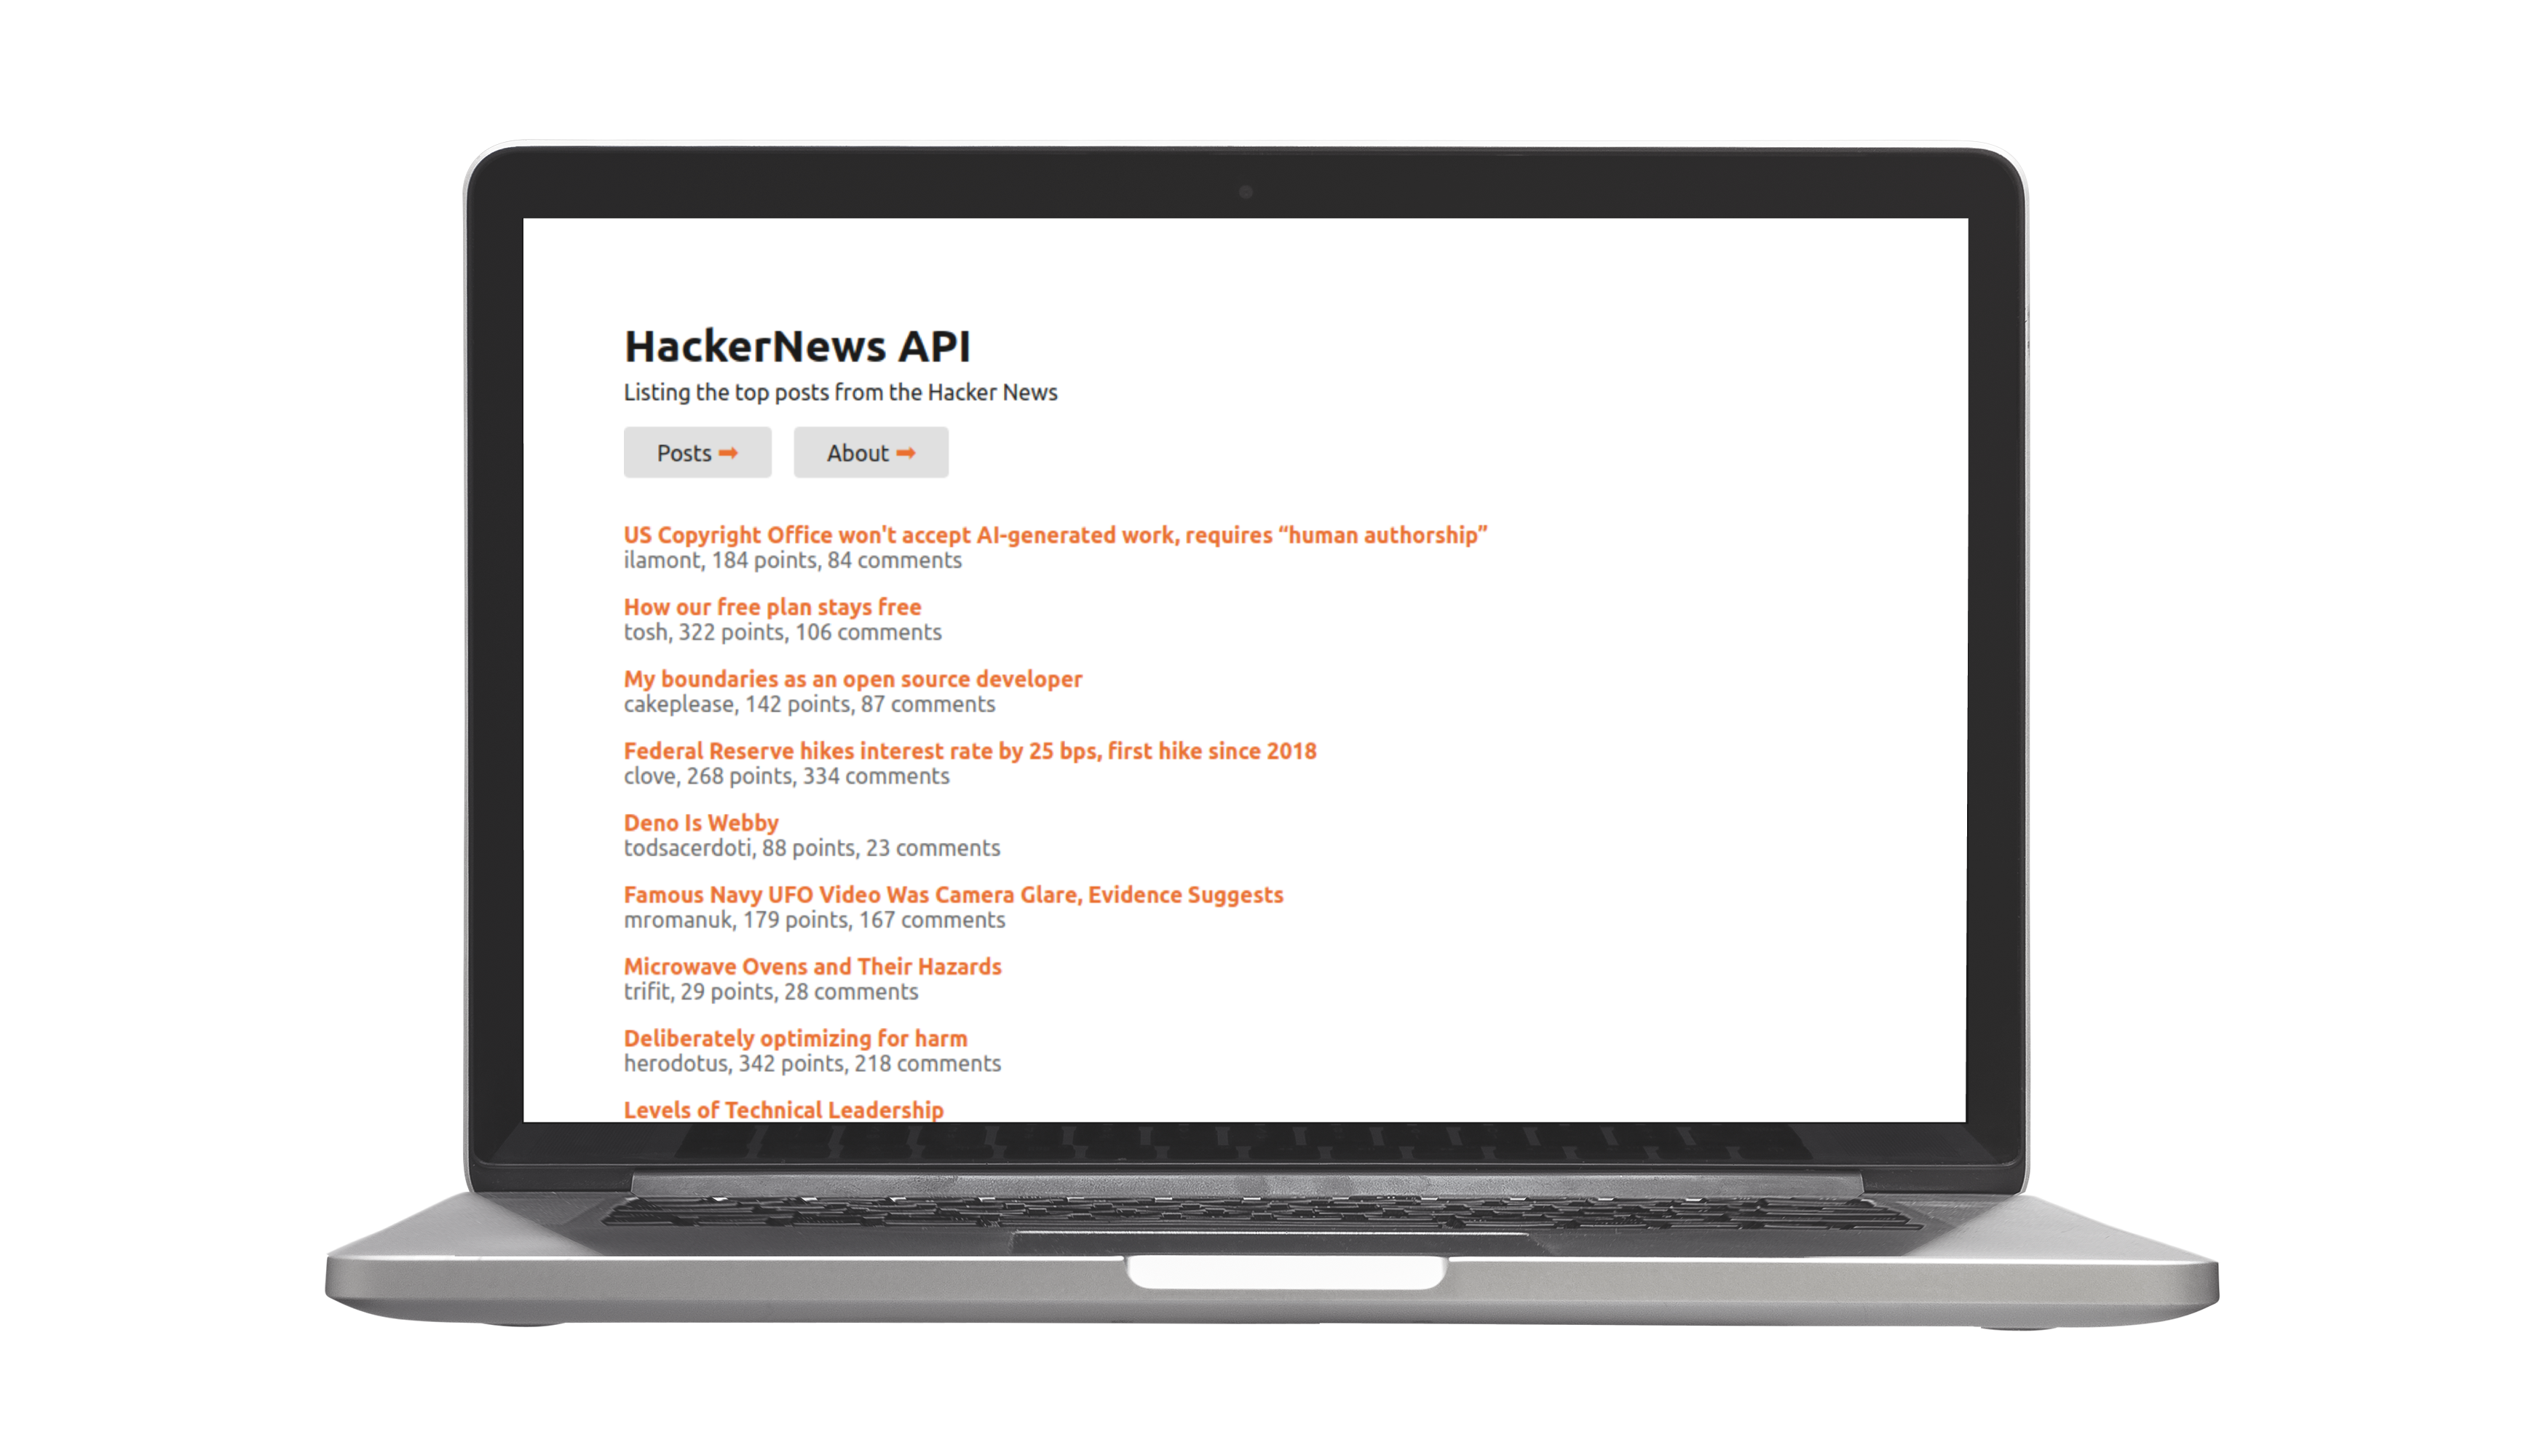 HackerNews API
Listing the top posts from the Hacker News
Posts ➡
About ➡
US Copyright Office won't accept AI-generated work, requires “human authorship”
ilamont, 184 points, 84 comments
How our free plan stays free
tosh, 322 points, 106 comments
My boundaries as an open source developer
cakeplease, 142 points, 87 comments
Federal Reserve hikes interest rate by 25 bps, first hike since 2018
clove, 268 points, 334 comments
Deno Is Webby
todsacerdoti, 88 points, 23 comments
Famous Navy UFO Video Was Camera Glare, Evidence Suggests
mromanuk, 179 points, 167 comments
Microwave Ovens and Their Hazards
trifit, 29 points, 28 comments
Deliberately optimizing for harm
herodotus, 342 points, 218 comments
Levels of Technical Leadership